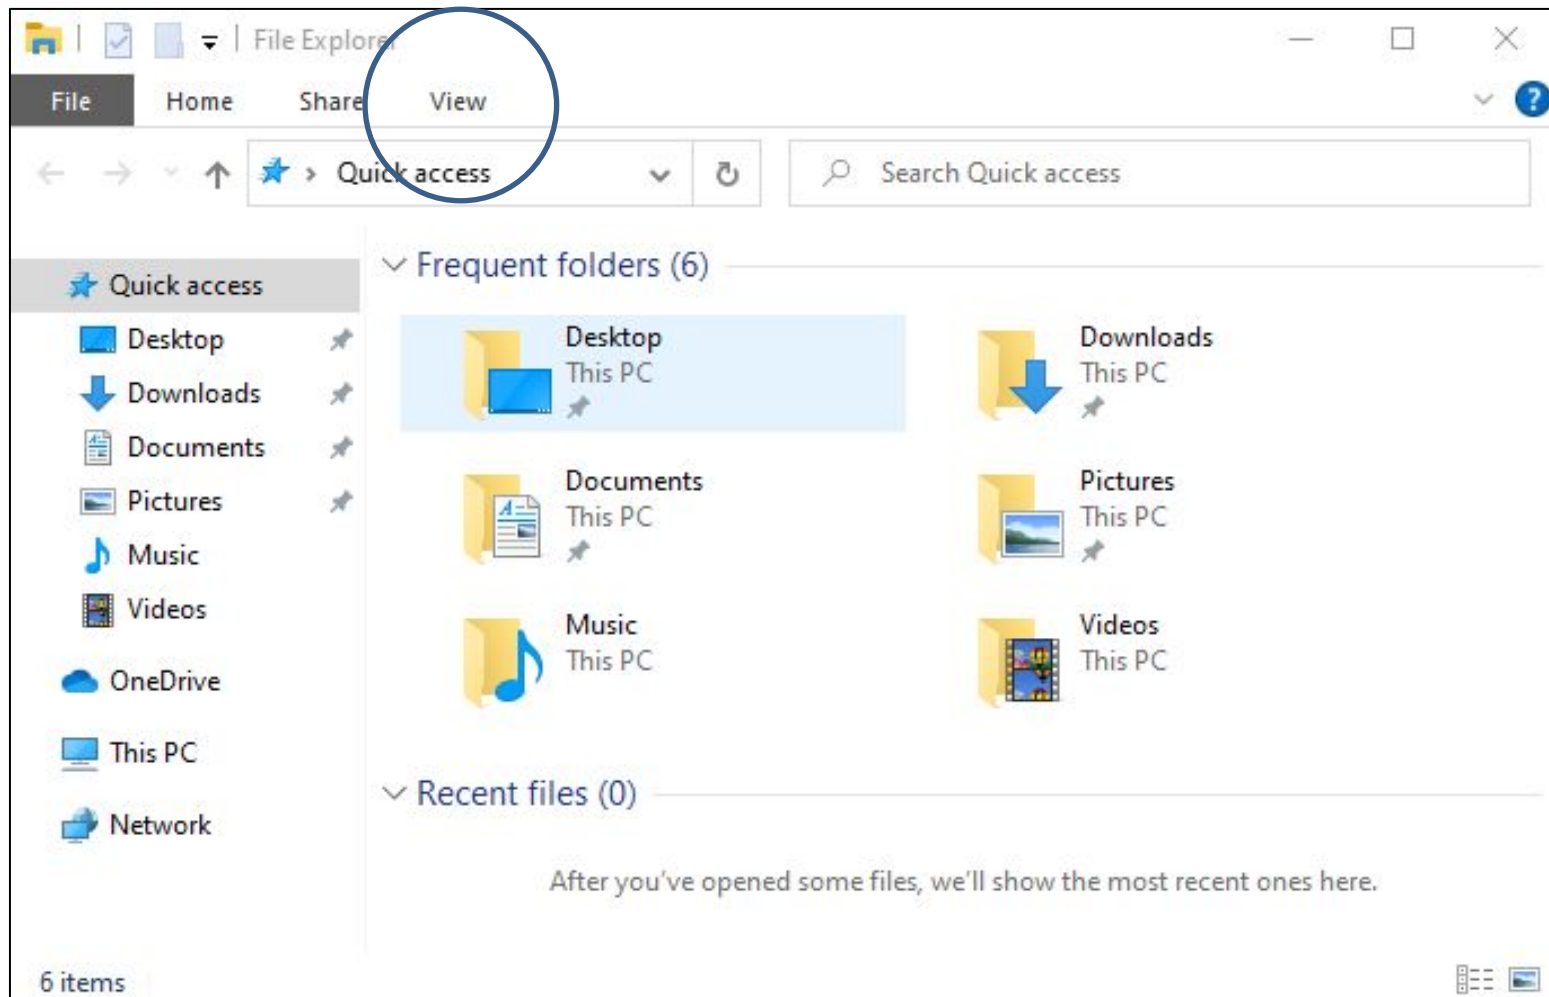 File Explorer
File Home Share View
Quick access
Search Quick access
Quick access
Desktop
Downloads
Documents
Pictures
Music
Videos
OneDrive
This PC
Network
Frequent folders (6)
Desktop
This PC
Downloads
This PC
Documents
This PC
Pictures
This PC
Music
This PC
Videos
This PC
Recent files (0)
After you've opened some files, we'll show the most recent ones here.
6 items